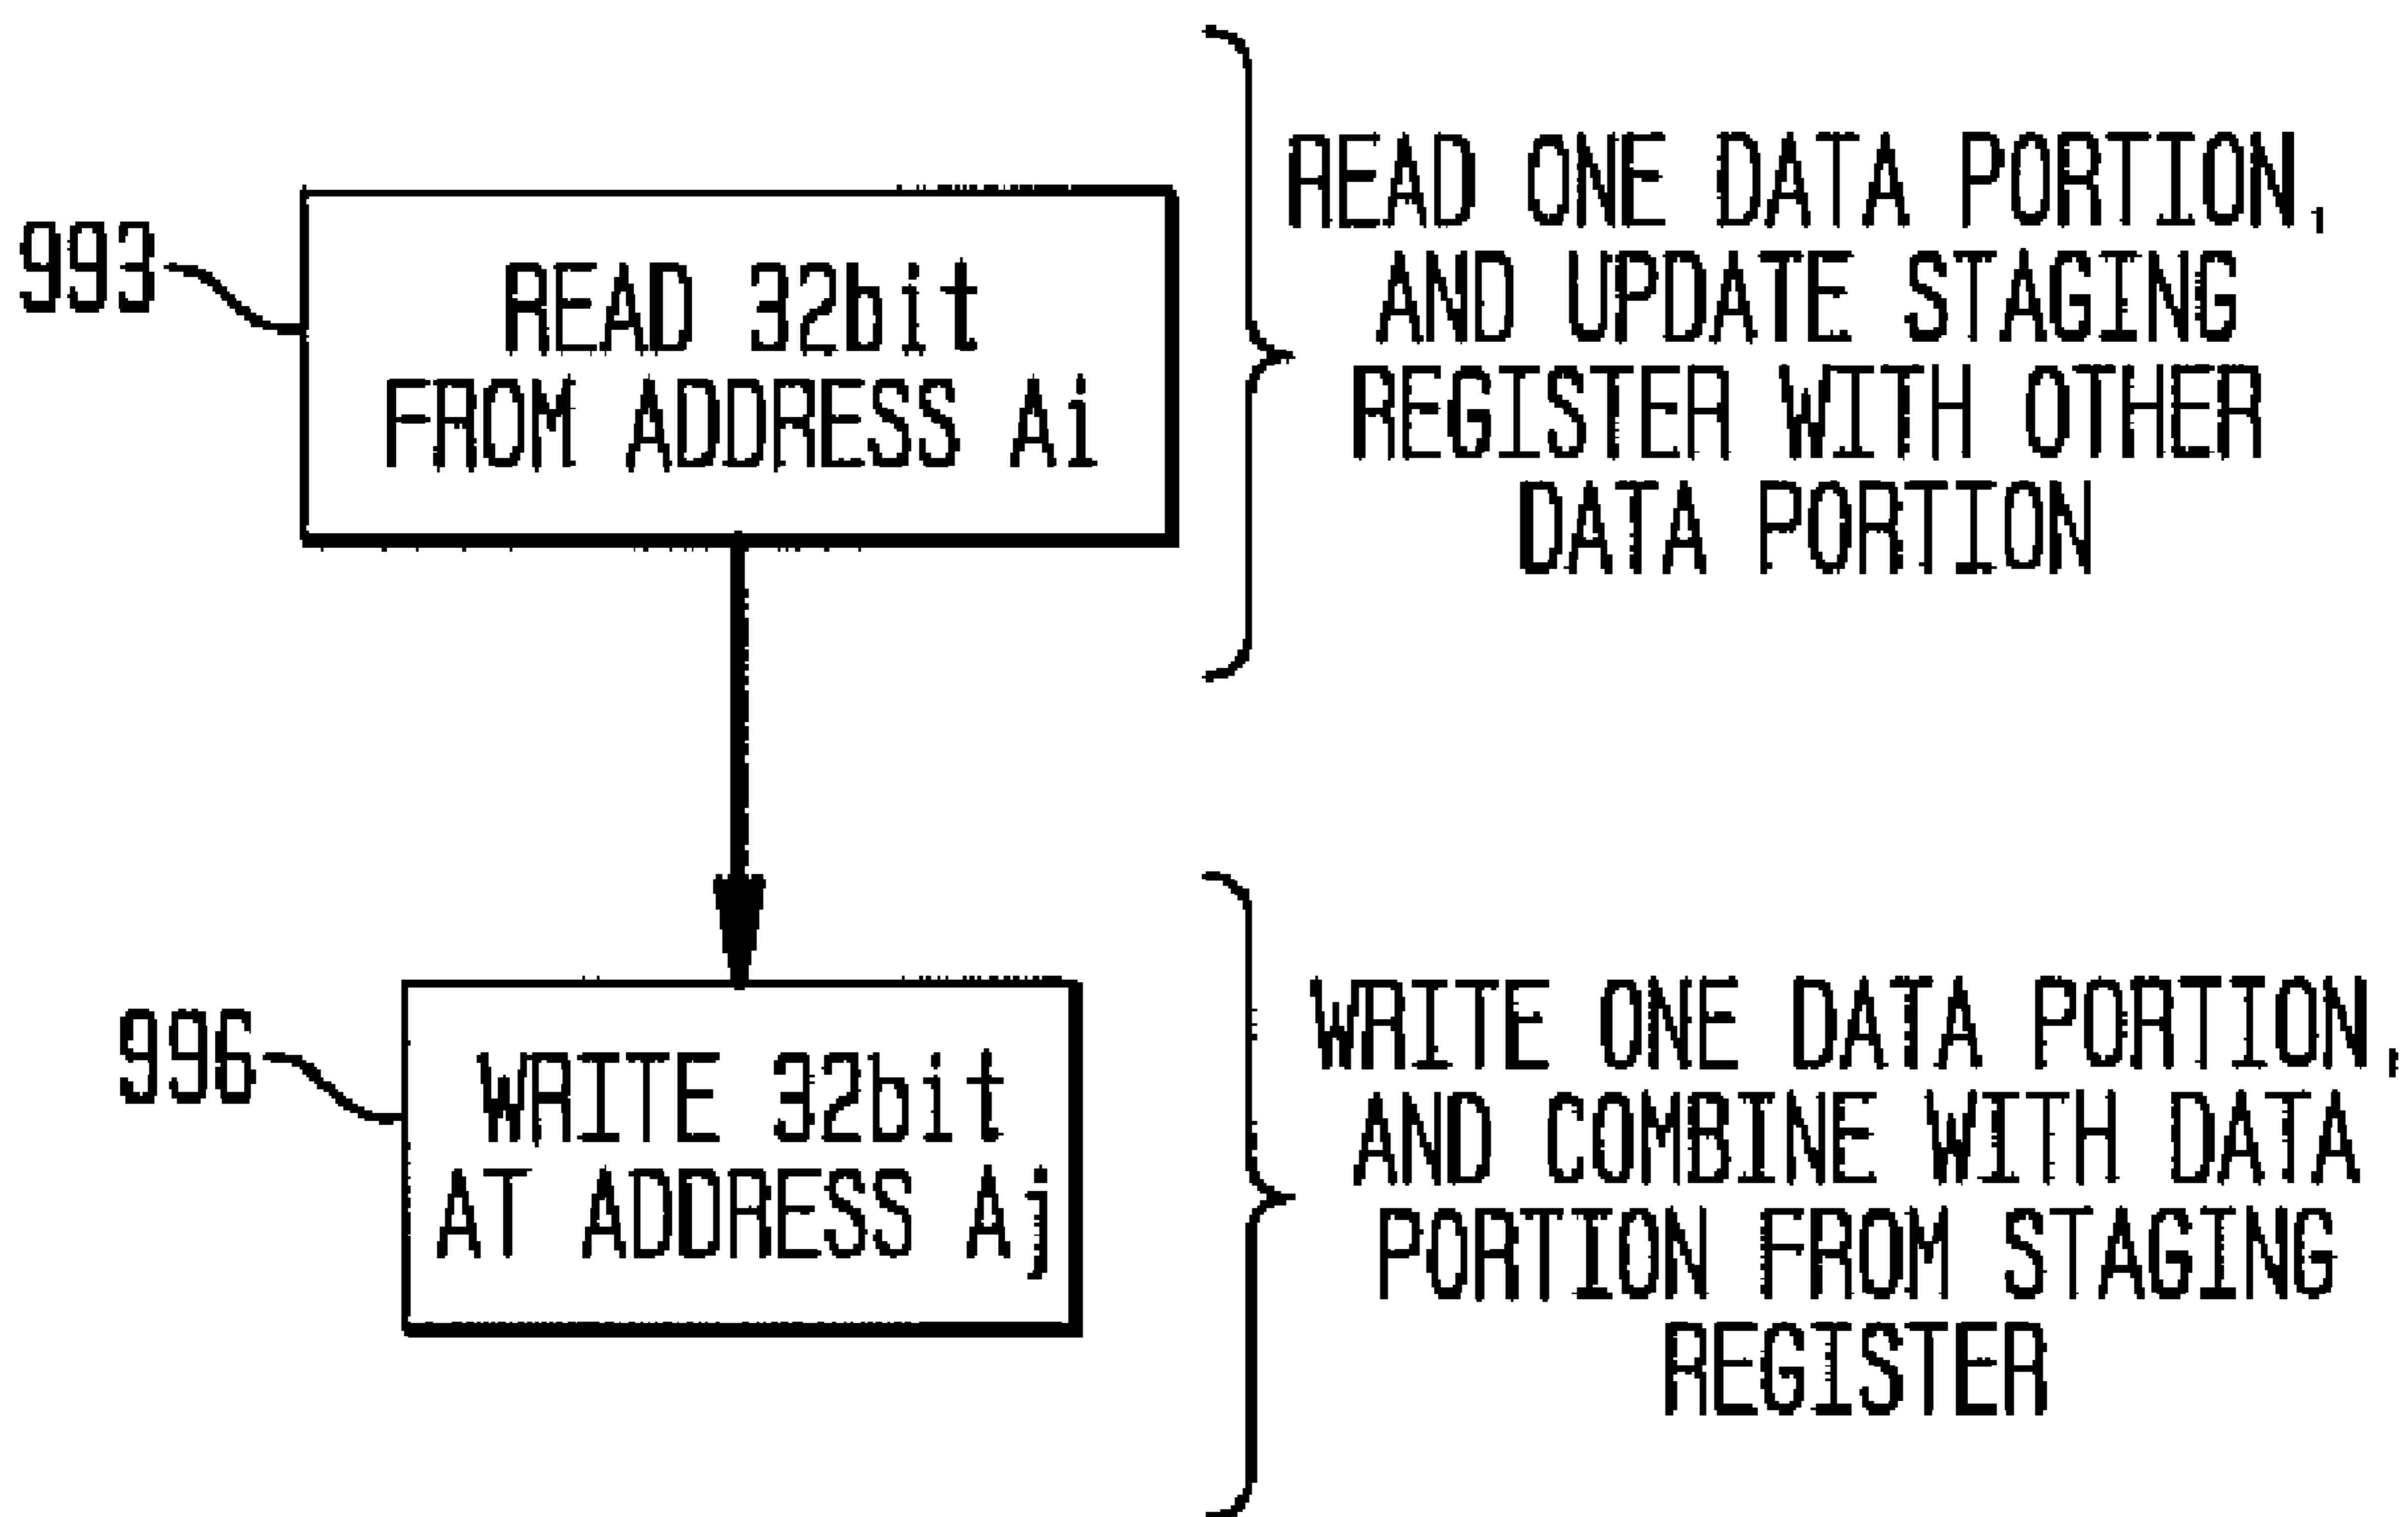 993
READ 32bit
FROM ADDRESS Ai
READ ONE DATA PORTION,
AND UPDATE STAGING
REGISTER WITH OTHER
DATA PORTION
996
WRITE 32bit
AT ADDRESS Aj
WRITE ONE DATA PORTION,
AND COMBINE WITH DATA
PORTION FROM STAGING
REGISTER